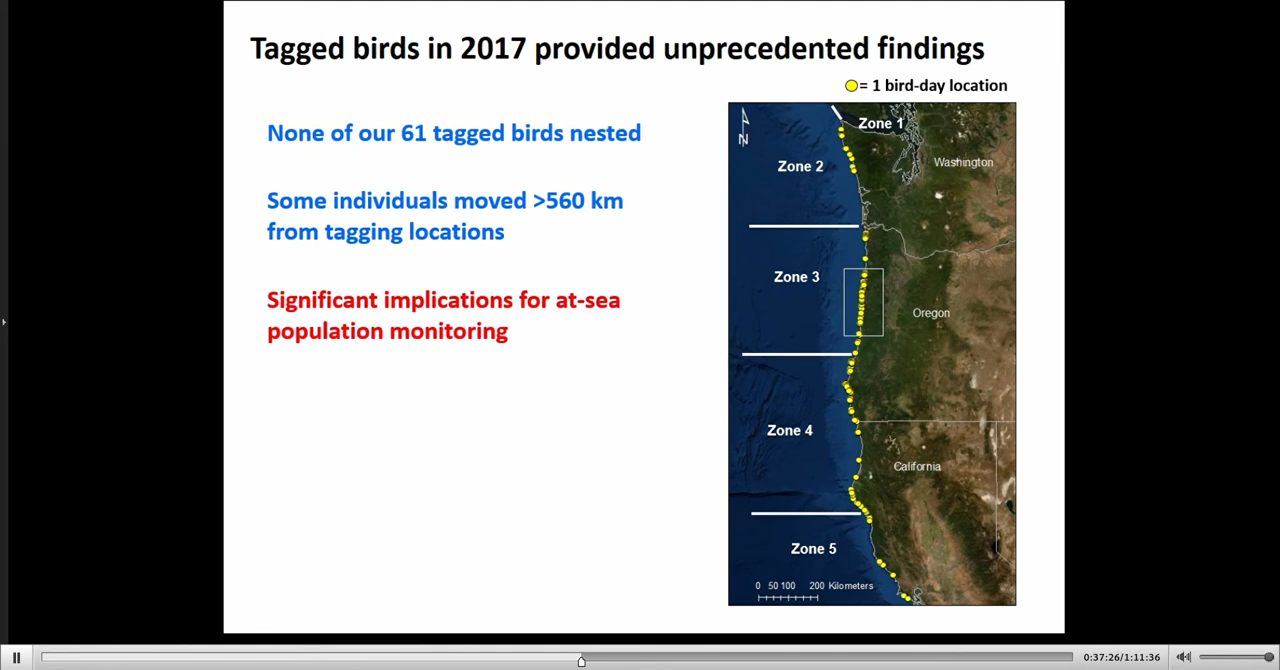 Tagged birds in 2017 provided unprecedented findings
= 1 bird-day location
None of our 61 tagged birds nested
Some individuals moved >560 km
from tagging locations
Significant implications for at-sea
population monitoring
Zone 1
N
Zone 2
Washington
Zone 3
Oregon
Zone 4
California
Zone 5
0 50 100 200 Kilometers
0:37:26/1:11:36